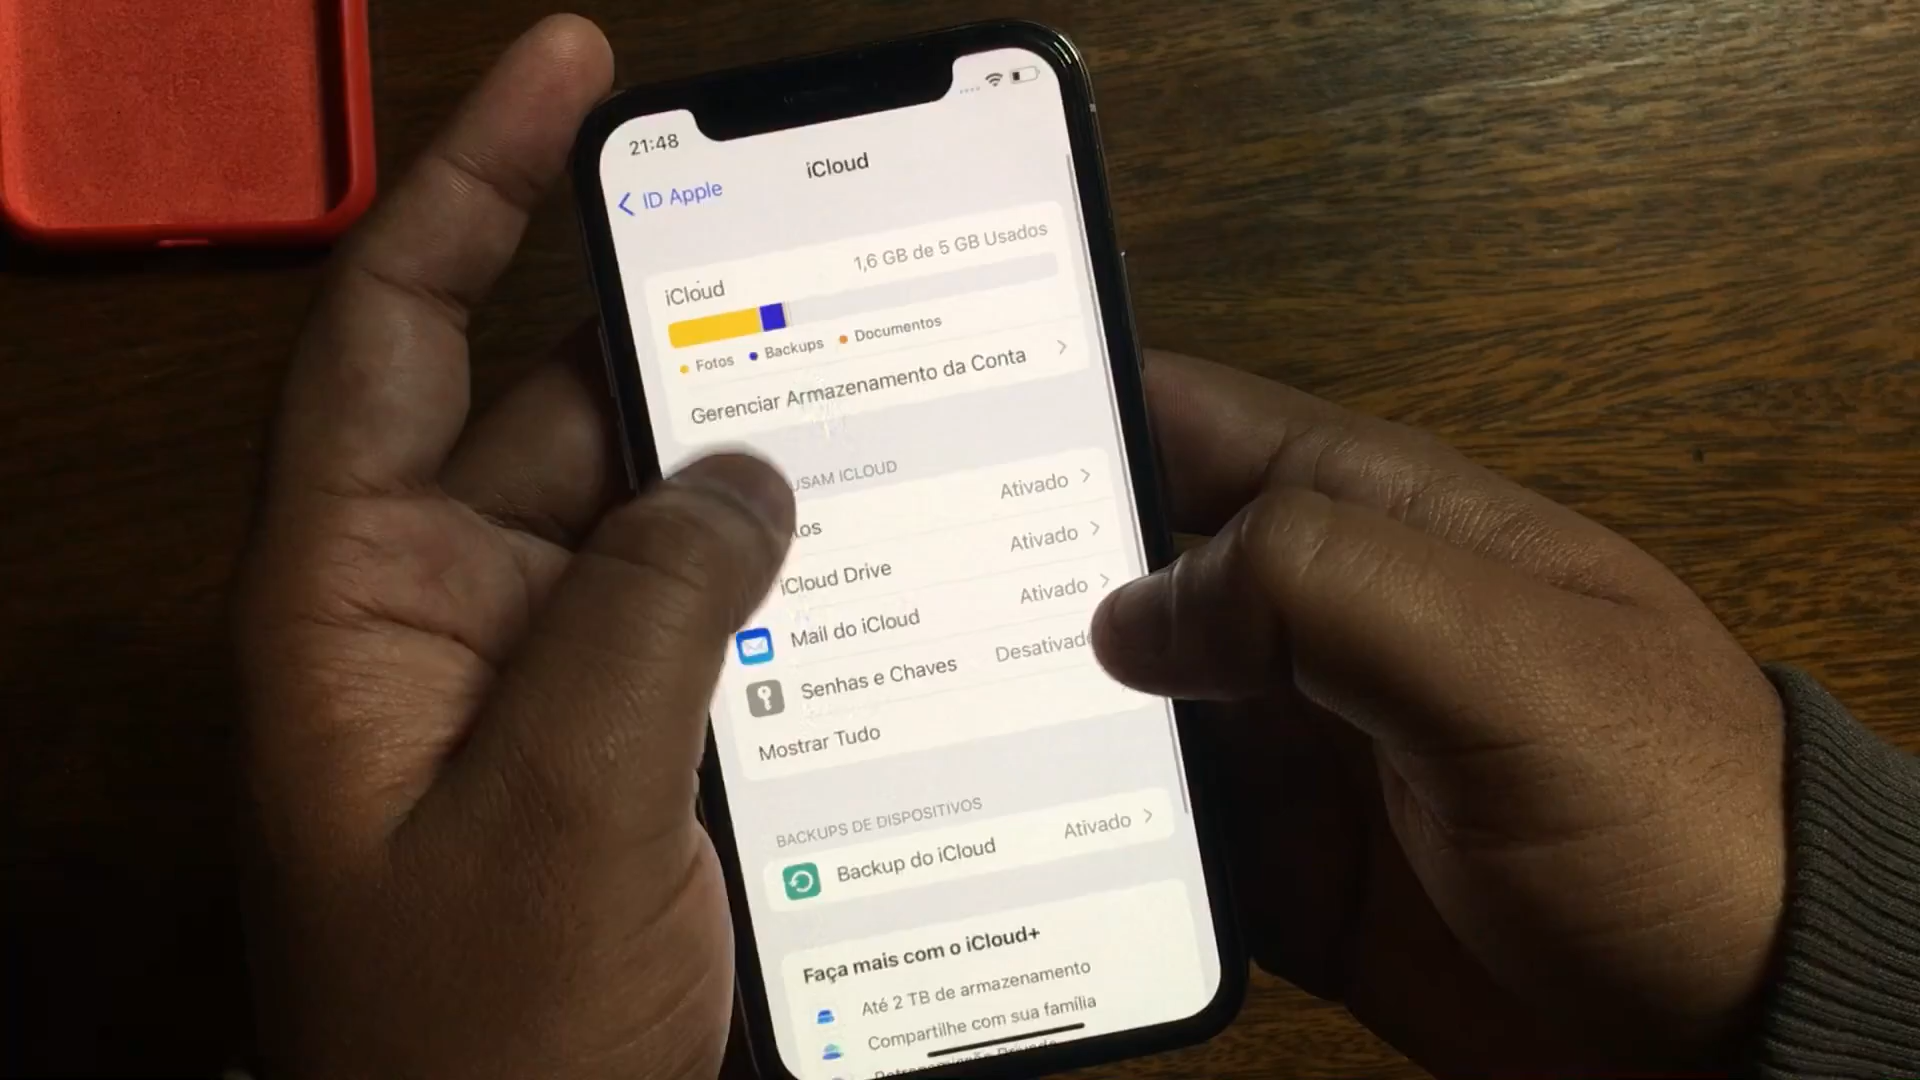 21:48
ID Apple
iCloud
iCloud
1,6 GB de 5 GB Usados
Fotos Backups Documentos
Gerenciar Armazenamento da Conta
USAM ICLOUD
Ativado
iCloud Drive Ativado
Mail do iCloud Ativado
Senhas e Chaves
Mostrar Tudo
BACKUPS DE DISPOSITIVOS
Backup do iCloud Ativado
Faça mais com o iCloud+
Até 2 TB de armazenamento
Compartilhe com sua família